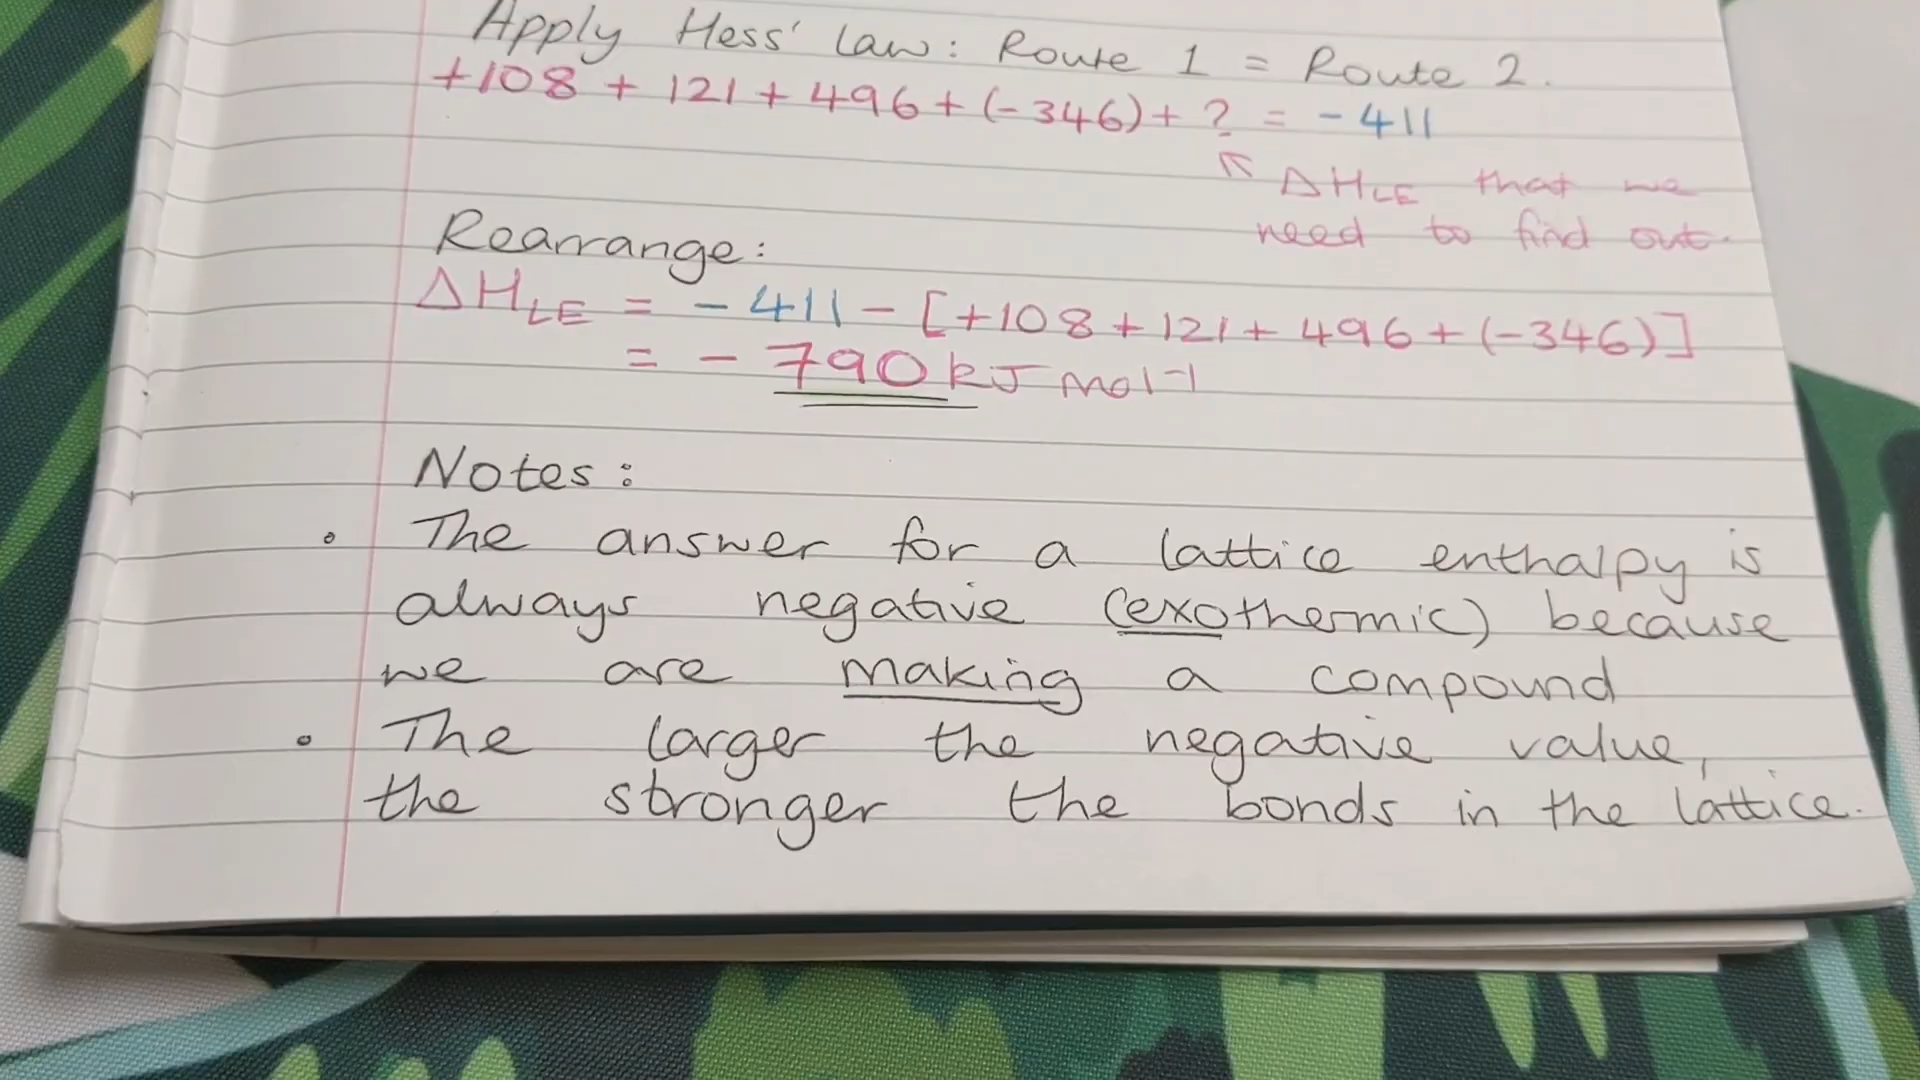 Apply Hess' law: Route 1 = Route 2.
+108 + 121 + 496 + (-346) + ? = -411
↖ ΔHLE that we
need to find out.
Rearrange:
ΔHLE = -411 - [+108 + 121 + 496 + (-346)]
= -790 kJ mol-1
Notes:
• The answer for a lattice enthalpy is
always negative (exothermic) because
we are making a compound
• The larger the negative value,
the stronger the bonds in the lattice.